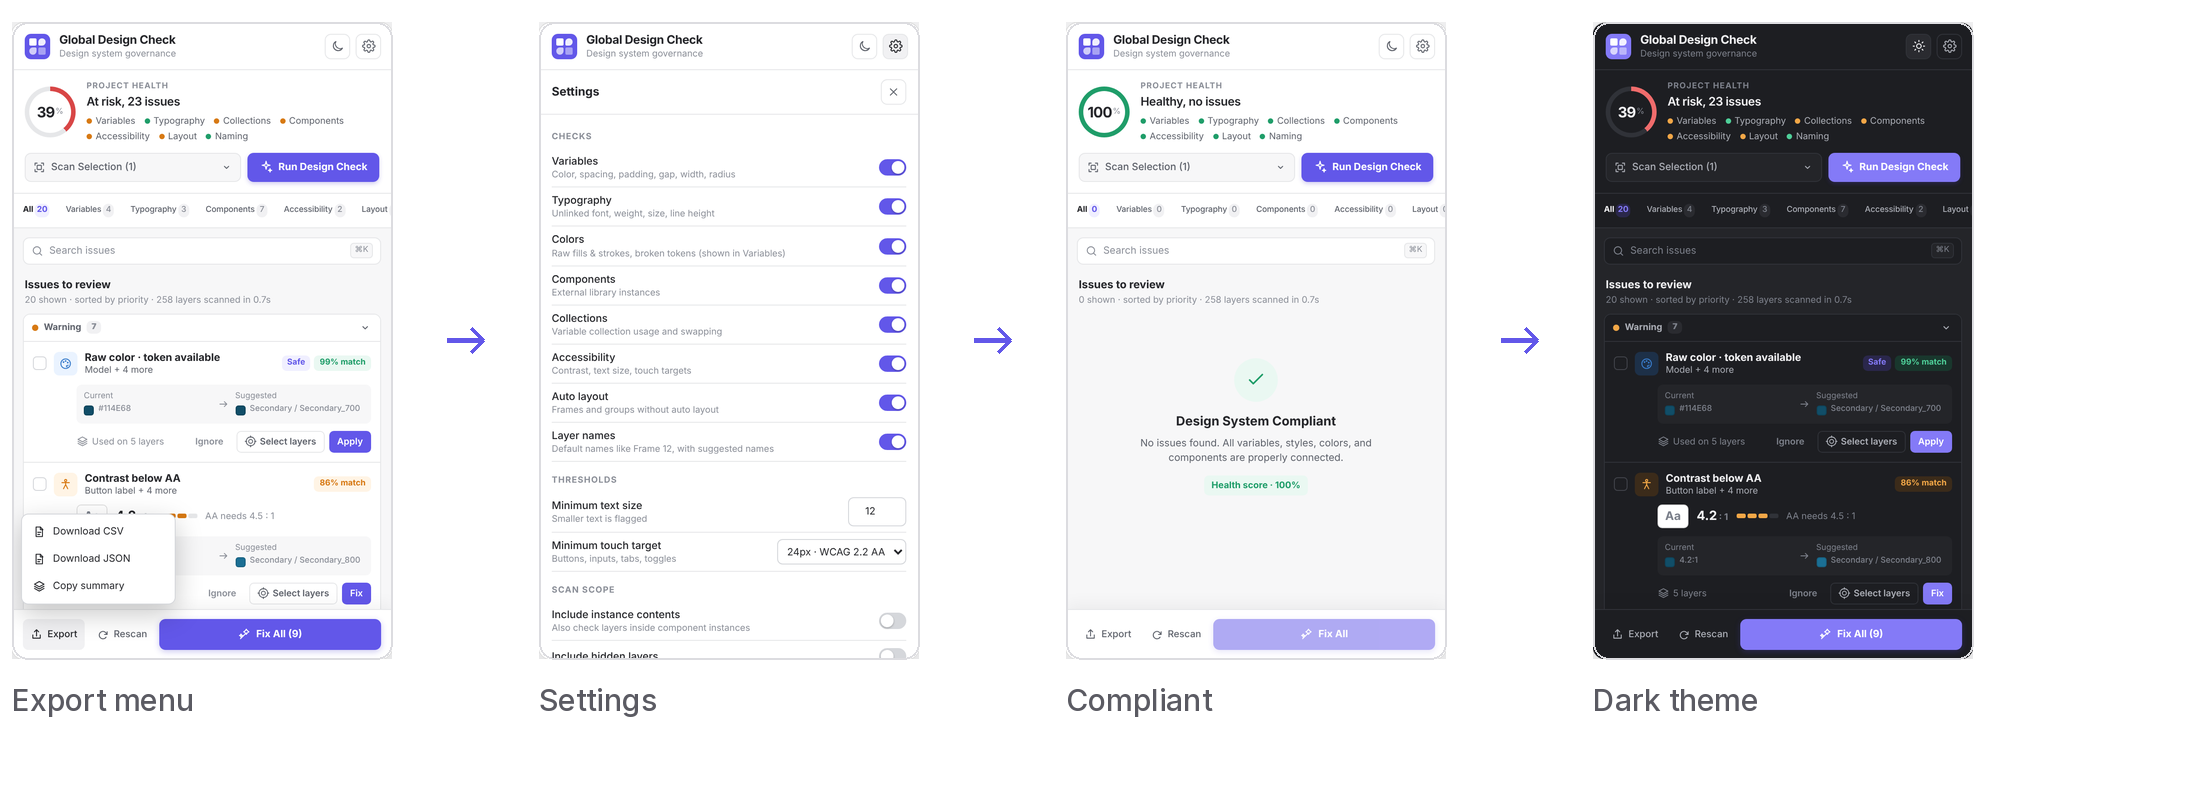 Global Design Check
Design system governance
PROJECT HEALTH
39%
At risk, 23 issues
Variables Typography Collections Components
Accessibility Layout Naming
Scan Selection (1)
Run Design Check
All 20 Variables 4 Typography 3 Components 7 Accessibility 2 Layout
Search issues ⌘K
Issues to review
20 shown · sorted by priority · 258 layers scanned in 0.7s
Warning 7
Raw color · token available Safe 99% match
Model + 4 more
Current Suggested
#114E68 → Secondary / Secondary_700
Used on 5 layers Ignore Select layers Apply
Contrast below AA 86% match
Button label + 4 more
AA needs 4.5 : 1
Download CSV
Suggested
Download JSON → Secondary / Secondary_800
Copy summary Ignore Select layers Fix
Export Rescan Fix All (9)
Export menu
→
Global Design Check
Design system governance
Settings
CHECKS
Variables
Color, spacing, padding, gap, width, radius
Typography
Unlinked font, weight, size, line height
Colors
Raw fills & strokes, broken tokens (shown in Variables)
Components
External library instances
Collections
Variable collection usage and swapping
Accessibility
Contrast, text size, touch targets
Auto layout
Frames and groups without auto layout
Layer names
Default names like Frame 12, with suggested names
THRESHOLDS
Minimum text size 12
Smaller text is flagged
Minimum touch target 24px · WCAG 2.2 AA
Buttons, inputs, tabs, toggles
SCAN SCOPE
Include instance contents
Also check layers inside component instances
Include hidden layers
Settings
→
Global Design Check
Design system governance
PROJECT HEALTH
100%
Healthy, no issues
Variables Typography Collections Components
Accessibility Layout Naming
Scan Selection (1)
Run Design Check
All 0 Variables 0 Typography 0 Components 0 Accessibility 0 Layout
Search issues ⌘K
Issues to review
0 shown · sorted by priority · 258 layers scanned in 0.7s
Design System Compliant
No issues found. All variables, styles, colors, and
components are properly connected.
Health score · 100%
Export Rescan Fix All
Compliant
→
Global Design Check
Design system governance
PROJECT HEALTH
39%
At risk, 23 issues
Variables Typography Collections Components
Accessibility Layout Naming
Scan Selection (1)
Run Design Check
All 20 Variables 4 Typography 3 Components 7 Accessibility 2 Layout
Search issues ⌘K
Issues to review
20 shown · sorted by priority · 258 layers scanned in 0.7s
Warning 7
Raw color · token available Safe 99% match
Model + 4 more
Current Suggested
#114E68 → Secondary / Secondary_700
Used on 5 layers Ignore Select layers Apply
Contrast below AA 86% match
Button label + 4 more
Aa 4.2 : 1 AA needs 4.5 : 1
Current Suggested
4.2:1 → Secondary / Secondary_800
5 layers Ignore Select layers Fix
Export Rescan Fix All (9)
Dark theme